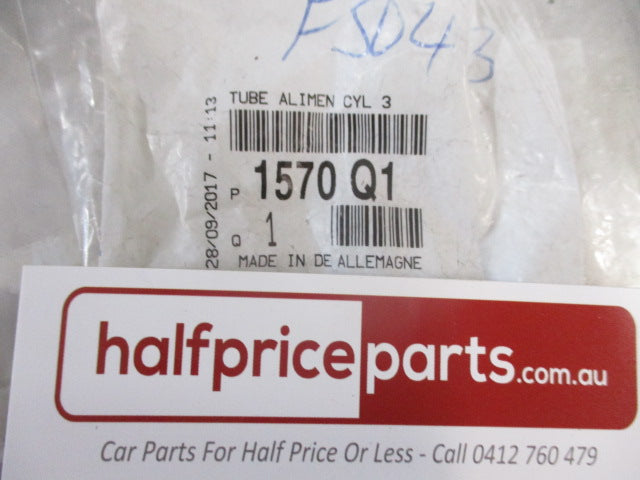 FSD43
TUBE ALIMEN CYL 3
28/09/2017 - 11:13
P 1570 Q1
Q 1
MADE IN DE ALLEMAGNE
halfpriceparts.com.au
Car Parts For Half Price Or Less - Call 0412 760 479